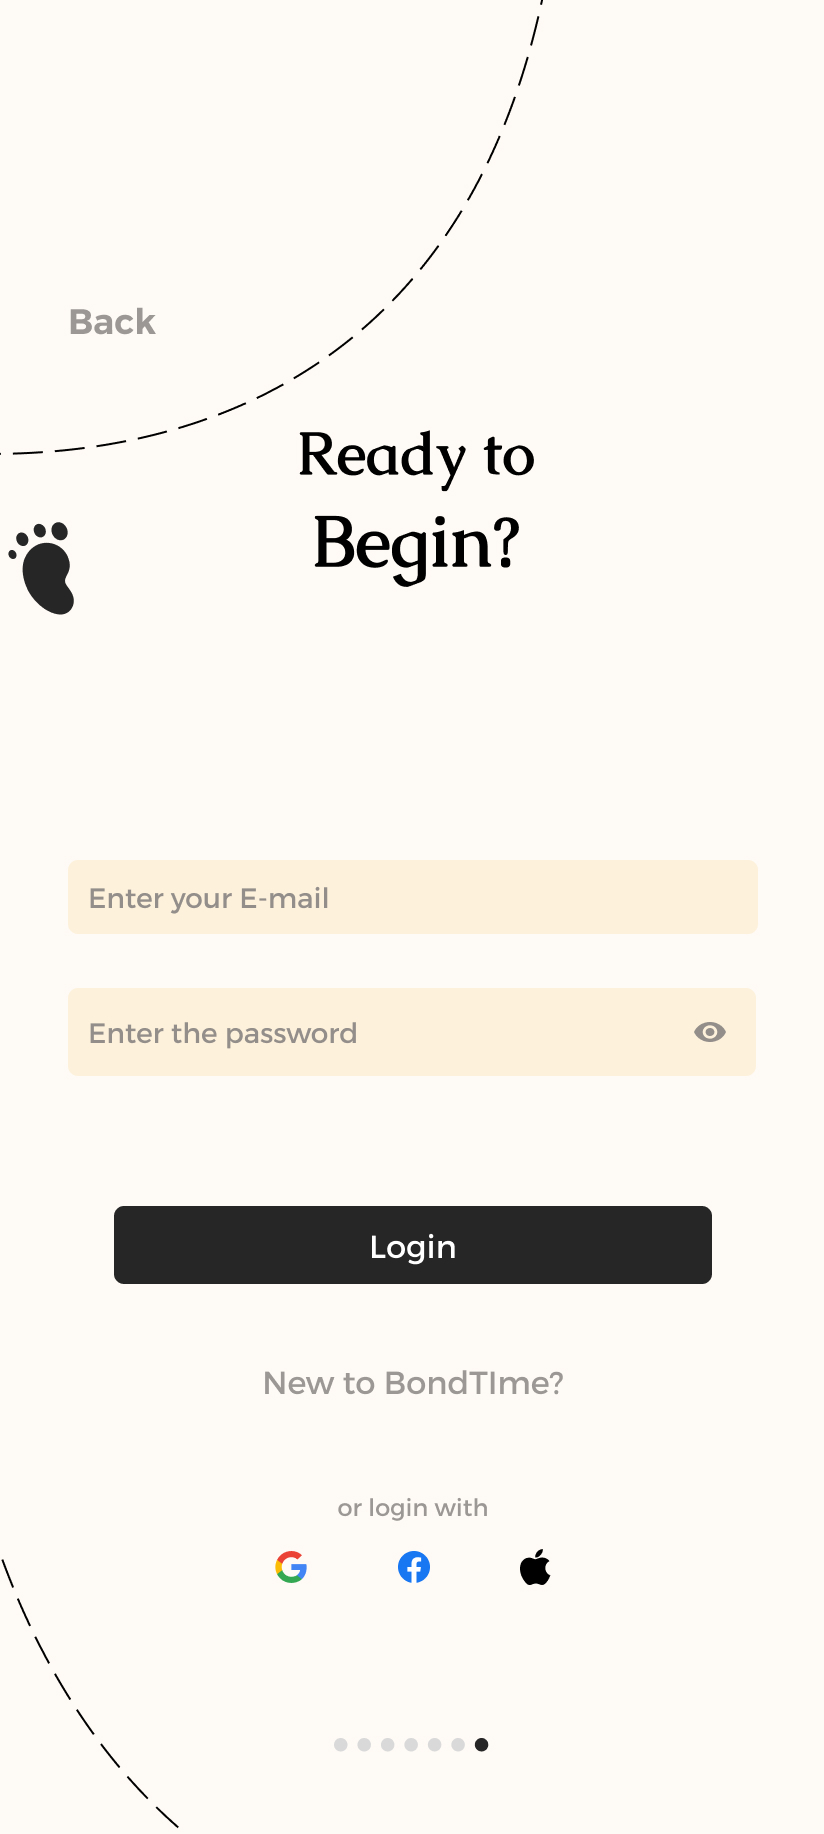 Back
Ready to
Begin?
Enter your E-mail
Enter the password
Login
New to BondTIme?
or login with